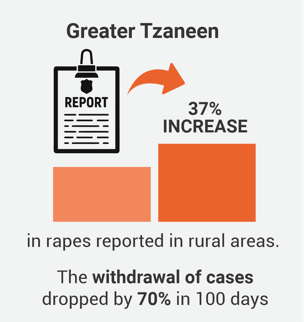 Greater Tzaneen
REPORT
37%
INCREASE
in rapes reported in rural areas.
The withdrawal of cases
dropped by 70% in 100 days